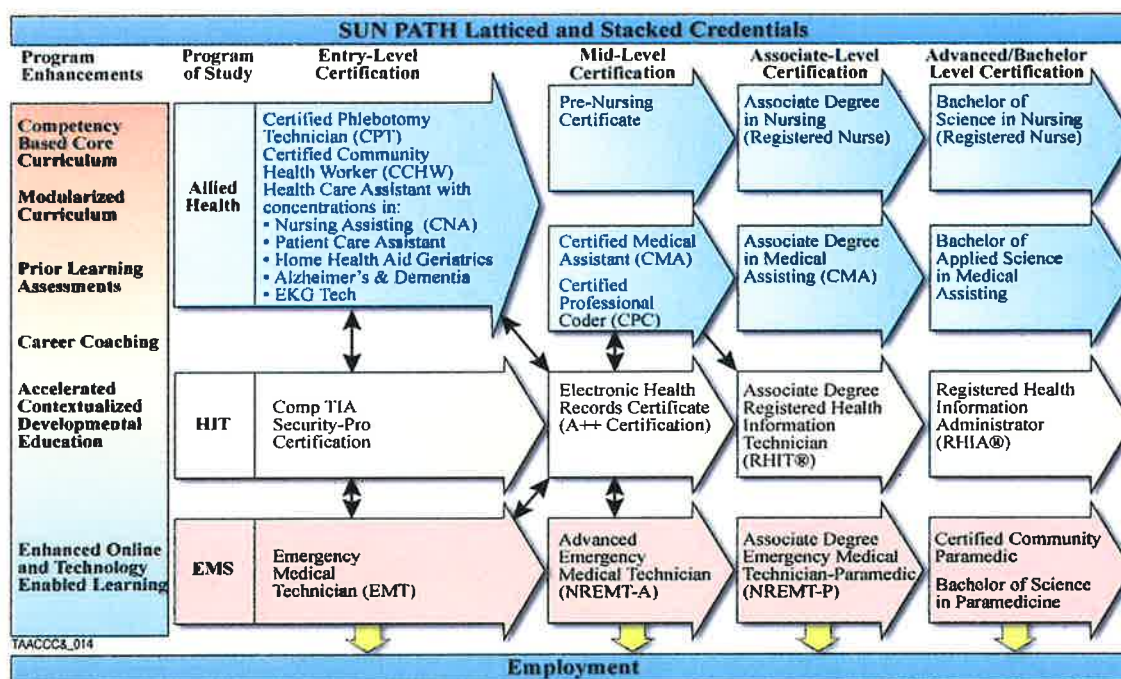 SUN PATH Latticed and Stacked Credentials
Program
Enhancements
Program
of Study
Entry-Level
Certification
Mid-Level
Certification
Associate-Level
Certification
Advanced/Bachelor
Level Certification
Competency
Based Core
Curriculum
Modularized
Curriculum
Prior Learning
Assessments
Career Coaching
Accelerated
Contextualized
Developmental
Education
Enhanced Online
and Technology
Enabled Learning
Allied
Health
Certified Phlebotomy
Technician (CPT)
Certified Community
Health Worker (CCHW)
Health Care Assistant with
concentrations in:
• Nursing Assisting (CNA)
• Patient Care Assistant
• Home Health Aid Geriatrics
• Alzheimer's & Dementia
• EKG Tech
Pre-Nursing
Certificate
Associate Degree
in Nursing
(Registered Nurse)
Bachelor of
Science in Nursing
(Registered Nurse)
Certified Medical
Assistant (CMA)
Certified
Professional
Coder (CPC)
Associate Degree
in Medical
Assisting (CMA)
Bachelor of
Applied Science
in Medical
Assisting
HIT
Comp TIA
Security-Pro
Certification
Electronic Health
Records Certificate
(A++ Certification)
Associate Degree
Registered Health
Information
Technician
(RHIT®)
Registered Health
Information
Administrator
(RHIA®)
EMS
Emergency
Medical
Technician (EMT)
Advanced
Emergency
Medical Technician
(NREMT-A)
Associate Degree
Emergency Medical
Technician-Paramedic
(NREMT-P)
Certified Community
Paramedic
Bachelor of Science
in Paramedicine
TAACCC&_014
Employment